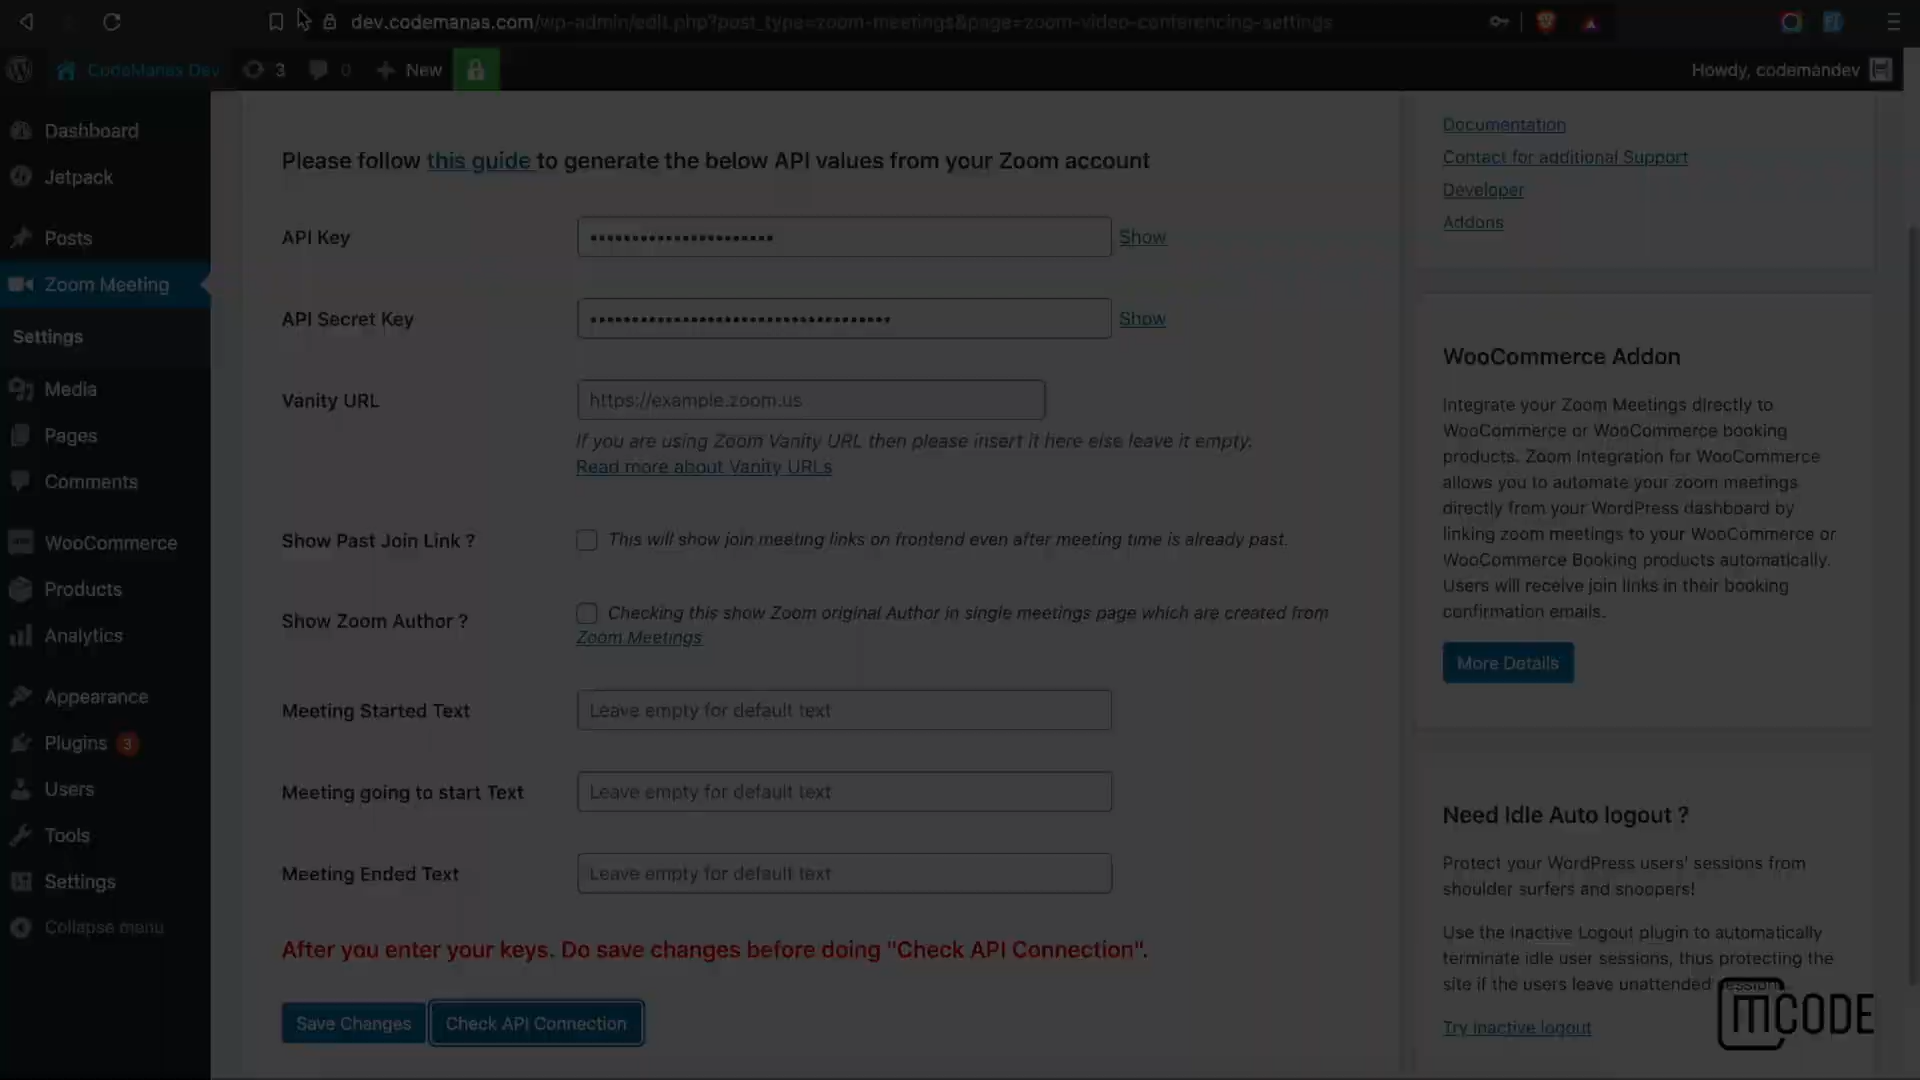 dev.codemanas.com/wp-admin/edit.php?post_type=zoom-meetings&page=zoom-video-conferencing-settings
CodeManas Dev
3
0
New
Howdy, codemandev
Dashboard
Jetpack
Posts
Zoom Meeting
Settings
Media
Pages
Comments
WooCommerce
Products
Analytics
Appearance
Plugins 3
Users
Tools
Settings
Collapse menu
Please follow this guide to generate the below API values from your Zoom account
API Key
Show
API Secret Key
Show
Vanity URL
https://example.zoom.us
If you are using Zoom Vanity URL then please insert it here else leave it empty.
Read more about Vanity URLs
Show Past Join Link ?
This will show join meeting links on frontend even after meeting time is already past.
Show Zoom Author ?
Checking this show Zoom original Author in single meetings page which are created from
Zoom Meetings
Meeting Started Text
Leave empty for default text
Meeting going to start Text
Leave empty for default text
Meeting Ended Text
Leave empty for default text
After you enter your keys. Do save changes before doing "Check API Connection".
Save Changes
Check API Connection
Documentation
Contact for additional Support
Developer
Addons
WooCommerce Addon
Integrate your Zoom Meetings directly to
WooCommerce or WooCommerce booking
products. Zoom Integration for WooCommerce
allows you to automate your zoom meetings
directly from your WordPress dashboard by
linking zoom meetings to your WooCommerce or
WooCommerce Booking products automatically.
Users will receive join links in their booking
confirmation emails.
More Details
Need Idle Auto logout ?
Protect your WordPress users' sessions from
shoulder surfers and snoopers!
Use the Inactive Logout plugin to automatically
terminate idle user sessions, thus protecting the
site if the users leave unattended sessions.
Try inactive logout
mCODE